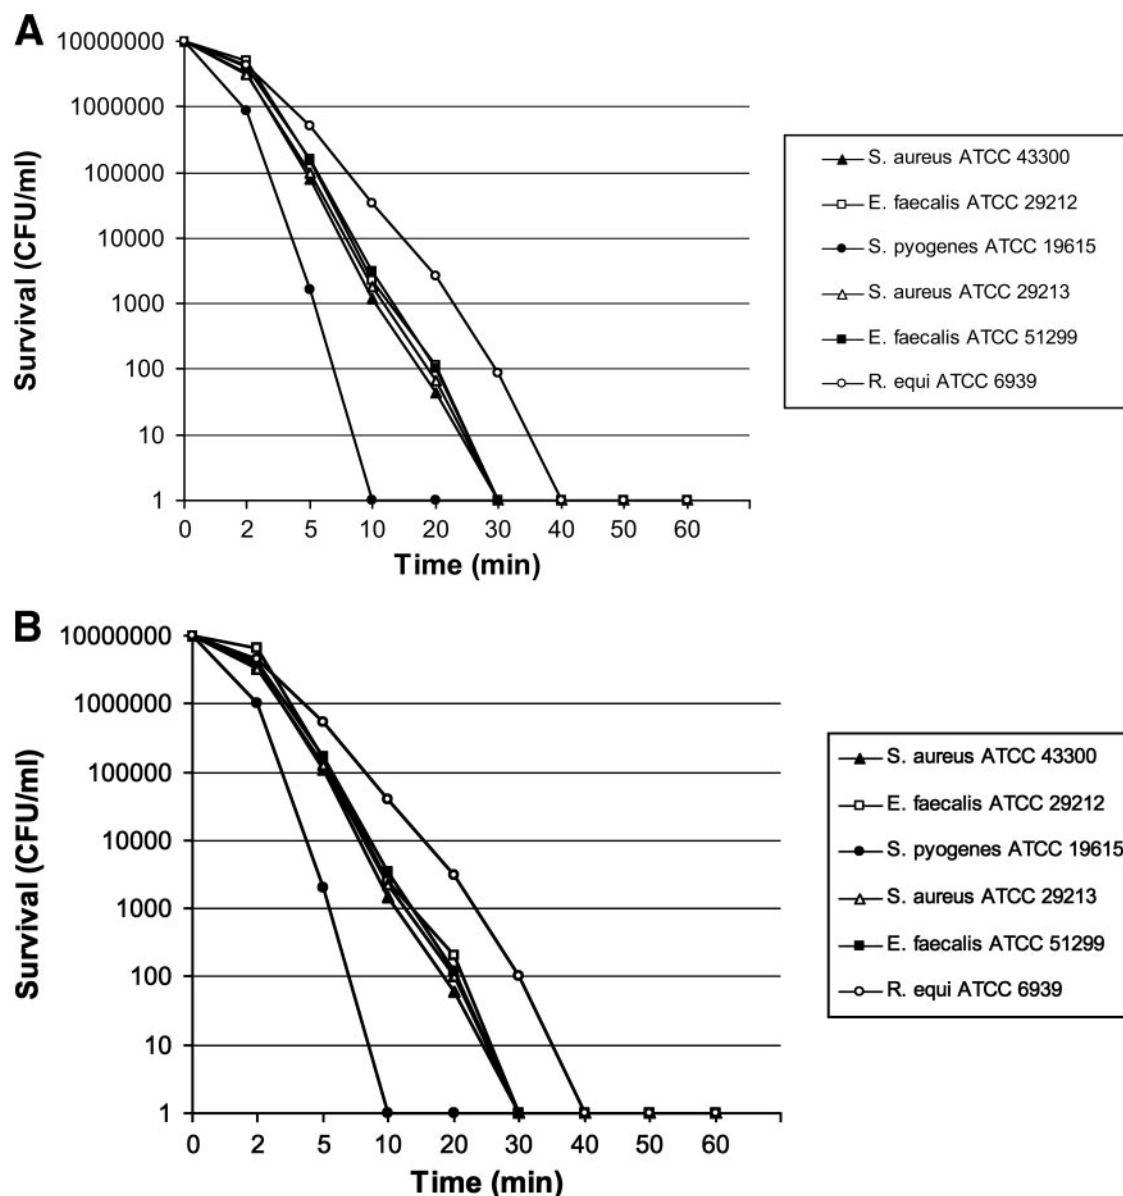 A
Survival (CFU/ml)
10000000
1000000
100000
10000
1000
100
10
1
0 2 5 10 20 30 40 50 60
Time (min)
S. aureus ATCC 43300
E. faecalis ATCC 29212
S. pyogenes ATCC 19615
S. aureus ATCC 29213
E. faecalis ATCC 51299
R. equi ATCC 6939
B
Survival (CFU/ml)
10000000
1000000
100000
10000
1000
100
10
1
0 2 5 10 20 30 40 50 60
Time (min)
S. aureus ATCC 43300
E. faecalis ATCC 29212
S. pyogenes ATCC 19615
S. aureus ATCC 29213
E. faecalis ATCC 51299
R. equi ATCC 6939